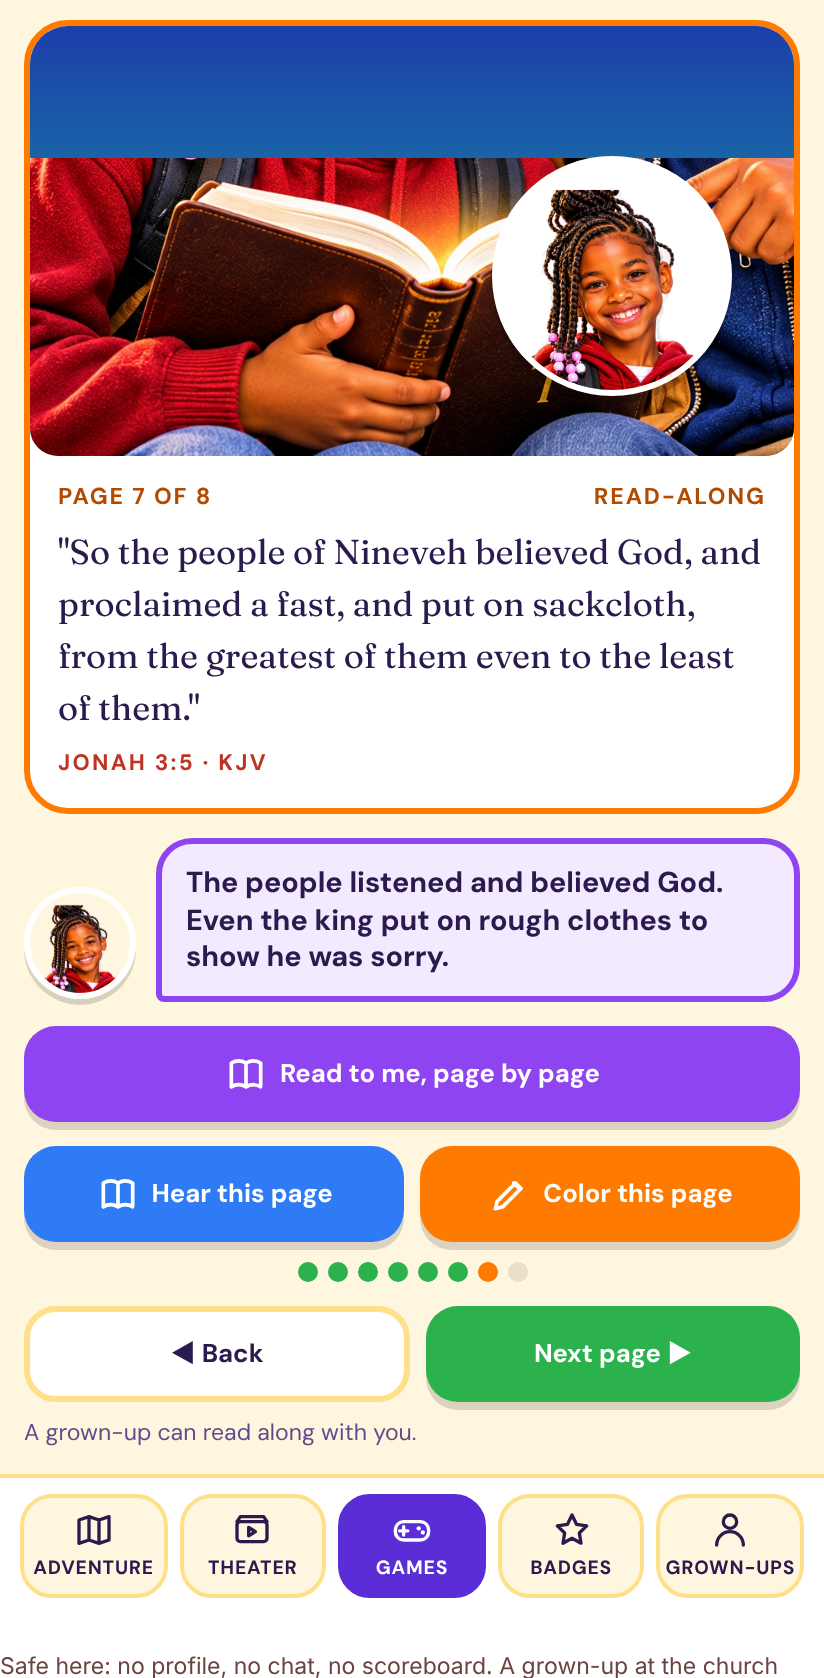 PAGE 7 OF 8
READ-ALONG
"So the people of Nineveh believed God, and
proclaimed a fast, and put on sackcloth,
from the greatest of them even to the least
of them."
JONAH 3:5 · KJV
The people listened and believed God.
Even the king put on rough clothes to
show he was sorry.
Read to me, page by page
Hear this page
Color this page
◀ Back
Next page ▶
A grown-up can read along with you.
ADVENTURE
THEATER
GAMES
BADGES
GROWN-UPS
Safe here: no profile, no chat, no scoreboard. A grown-up at the church